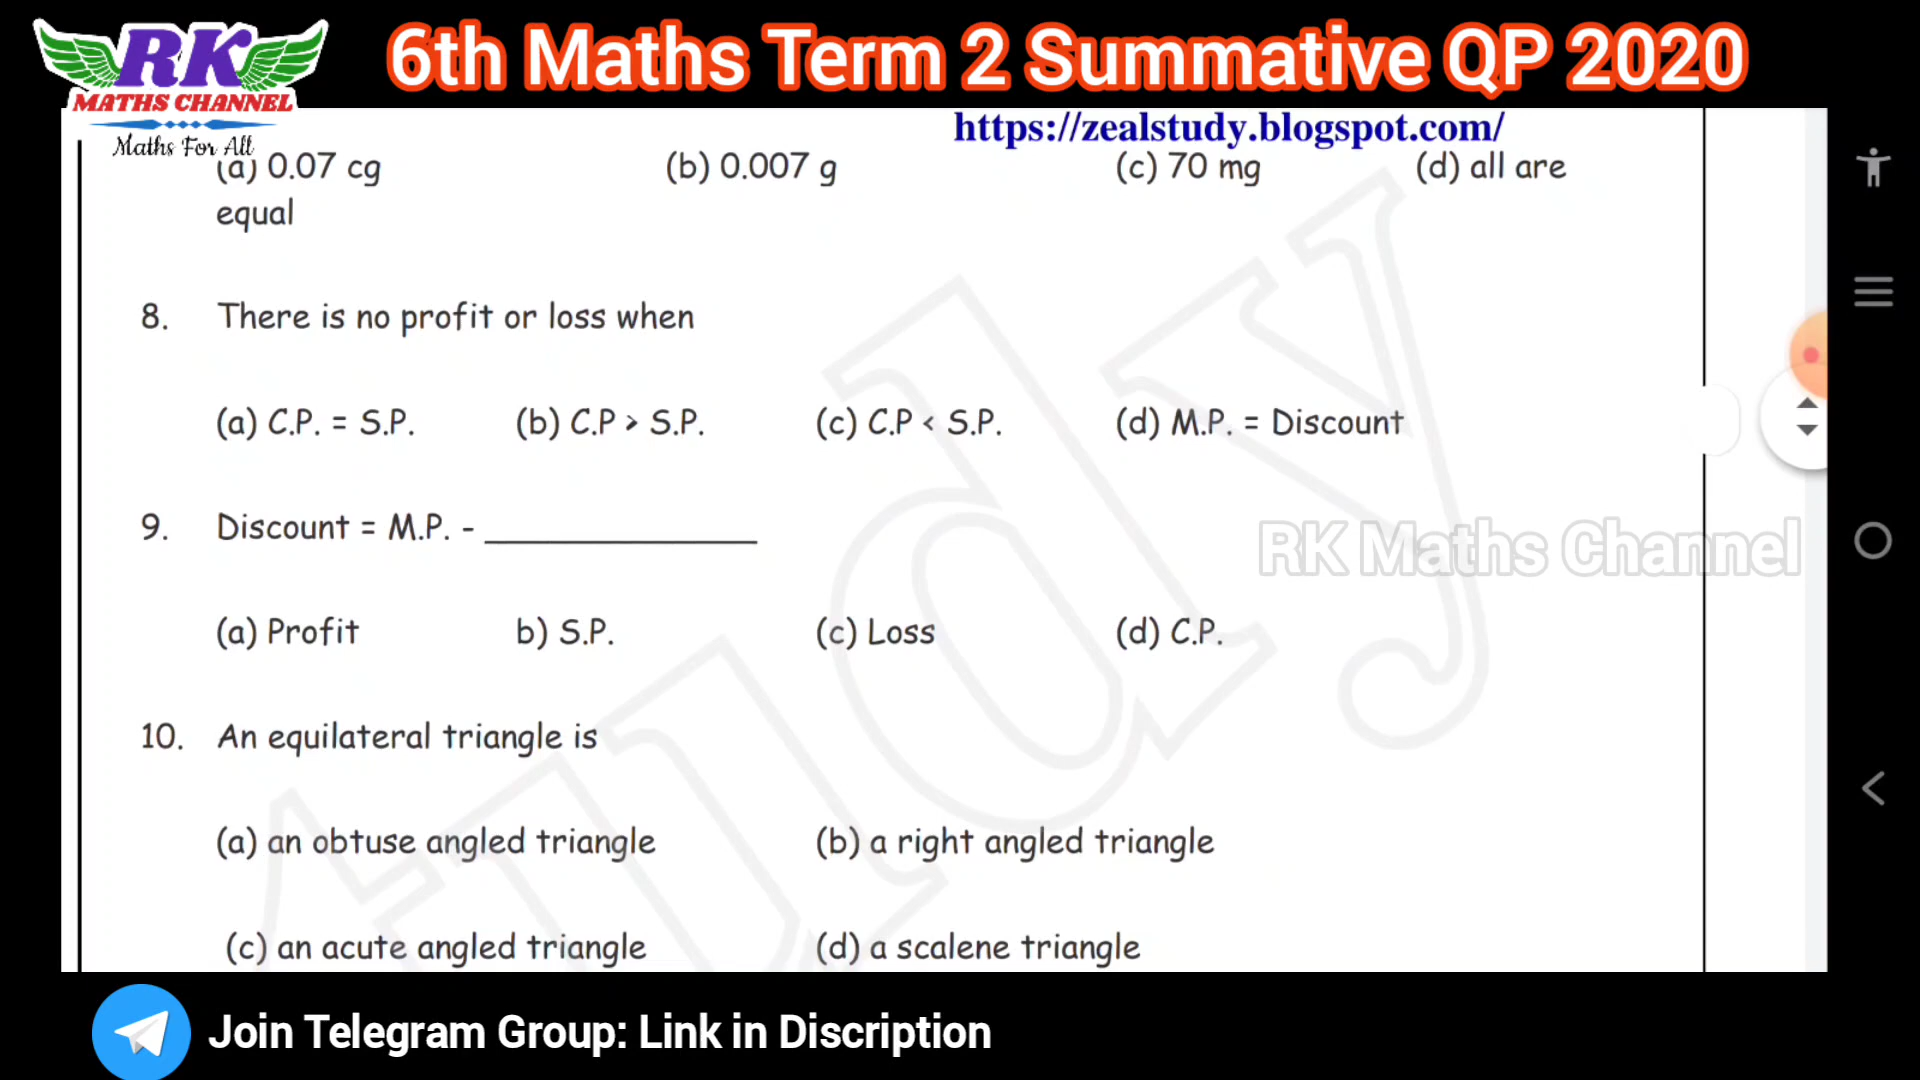 RK
MATHS CHANNEL
Maths For All
6th Maths Term 2 Summative QP 2020
https://zealstudy.blogspot.com/
(a) 0.07 cg (b) 0.007 g (c) 70 mg (d) all are
equal
8. There is no profit or loss when
(a) C.P. = S.P. (b) C.P > S.P. (c) C.P < S.P. (d) M.P. = Discount
9. Discount = M.P. - _______________
RK Maths Channel
(a) Profit b) S.P. (c) Loss (d) C.P.
10. An equilateral triangle is
(a) an obtuse angled triangle (b) a right angled triangle
(c) an acute angled triangle (d) a scalene triangle
Join Telegram Group: Link in Discription